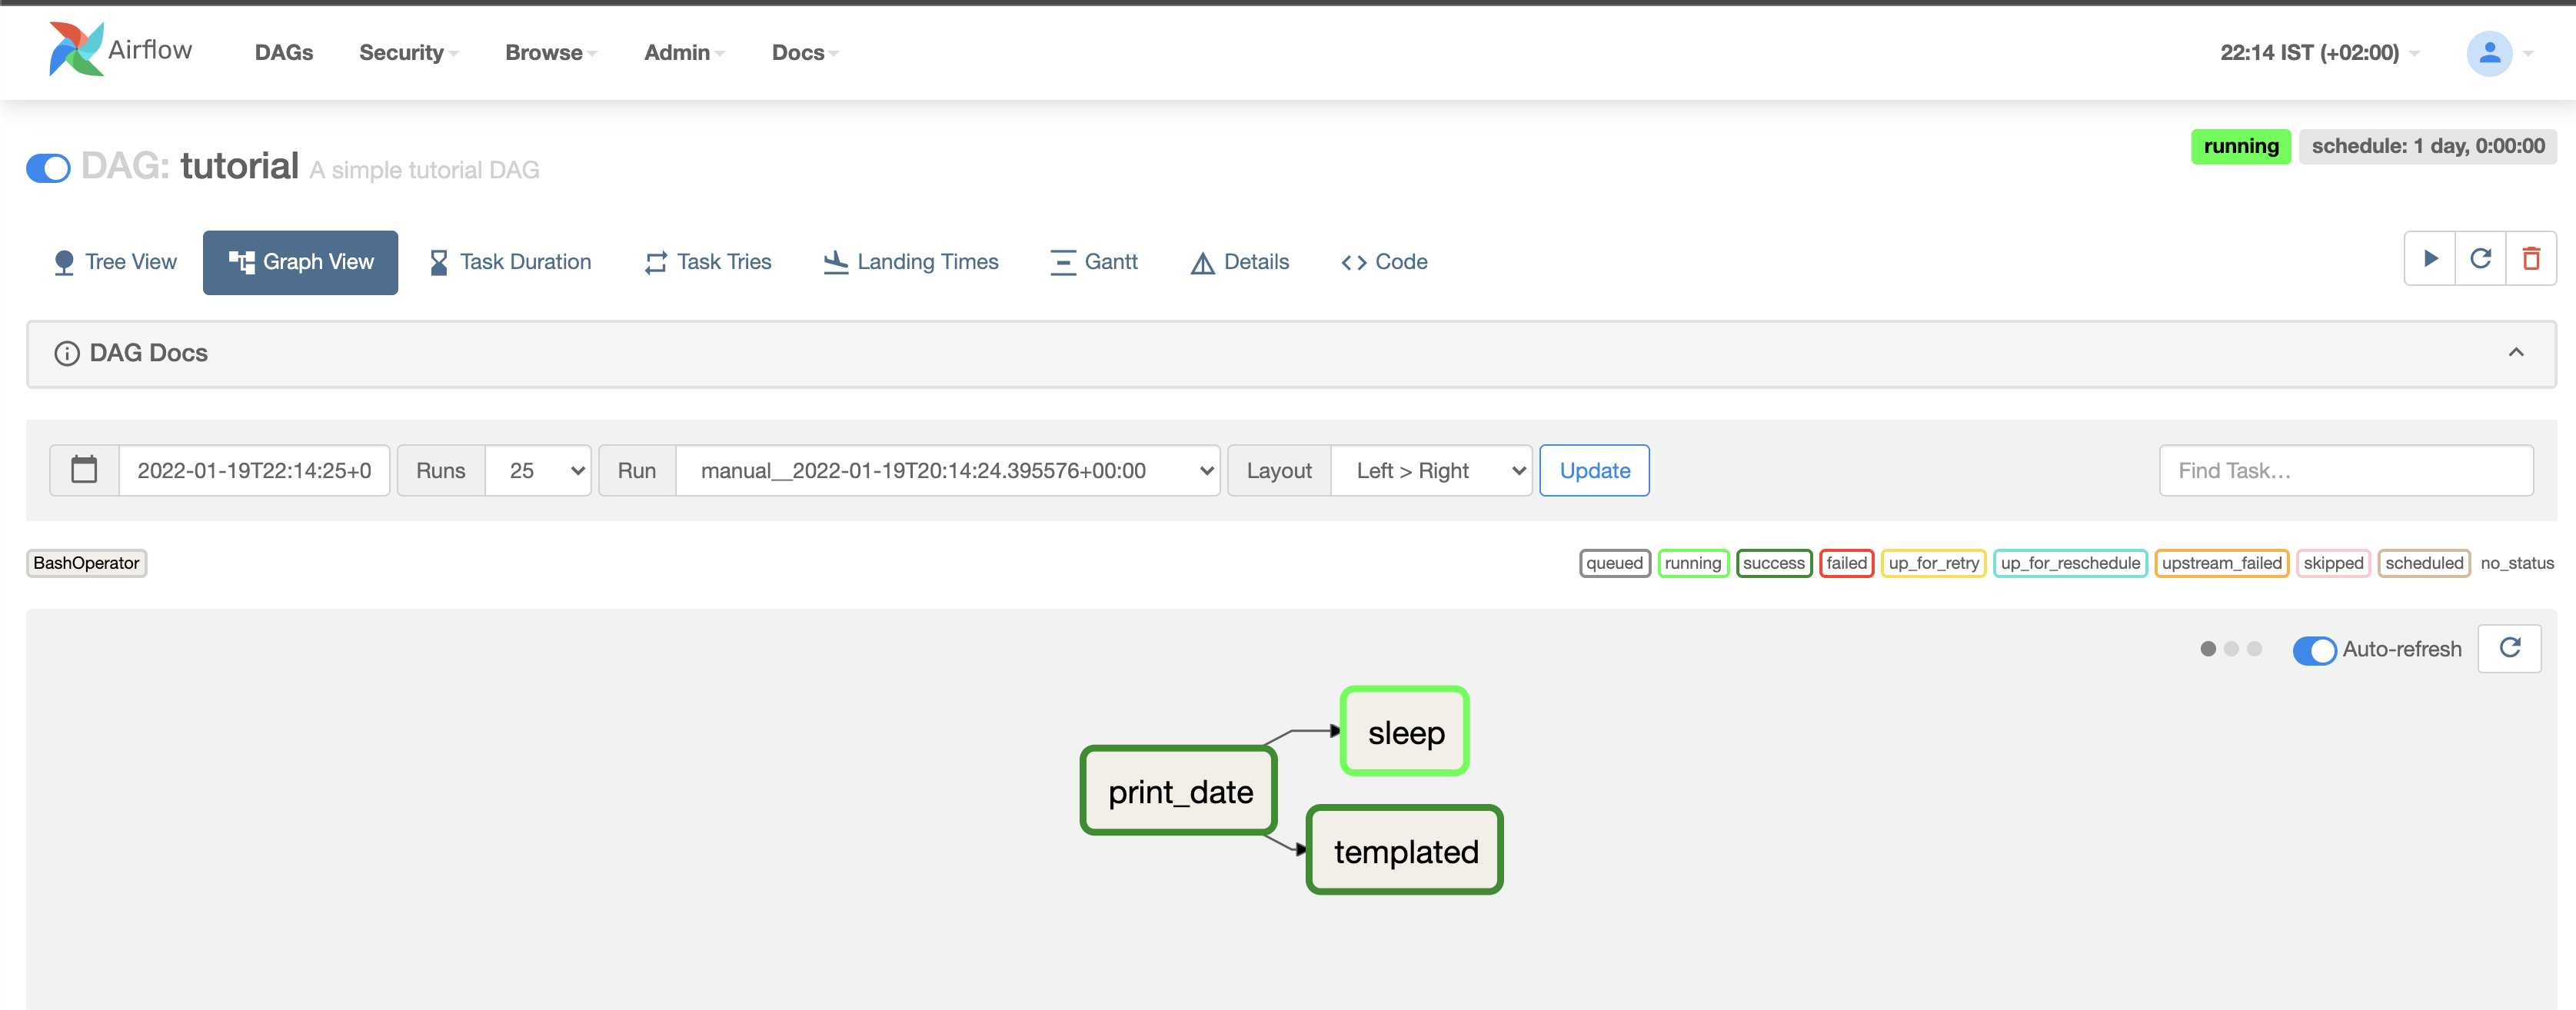 Airflow DAGs Security Browse Admin Docs 22:14 IST (+02:00)
running schedule: 1 day, 0:00:00
DAG: tutorial A simple tutorial DAG
Tree View Graph View Task Duration Task Tries Landing Times Gantt Details Code
DAG Docs
2022-01-19T22:14:25+0 Runs 25 Run manual__2022-01-19T20:14:24.395576+00:00 Layout Left > Right Update Find Task...
BashOperator queued running success failed up_for_retry up_for_reschedule upstream_failed skipped scheduled no_status
Auto-refresh
sleep
print_date
templated